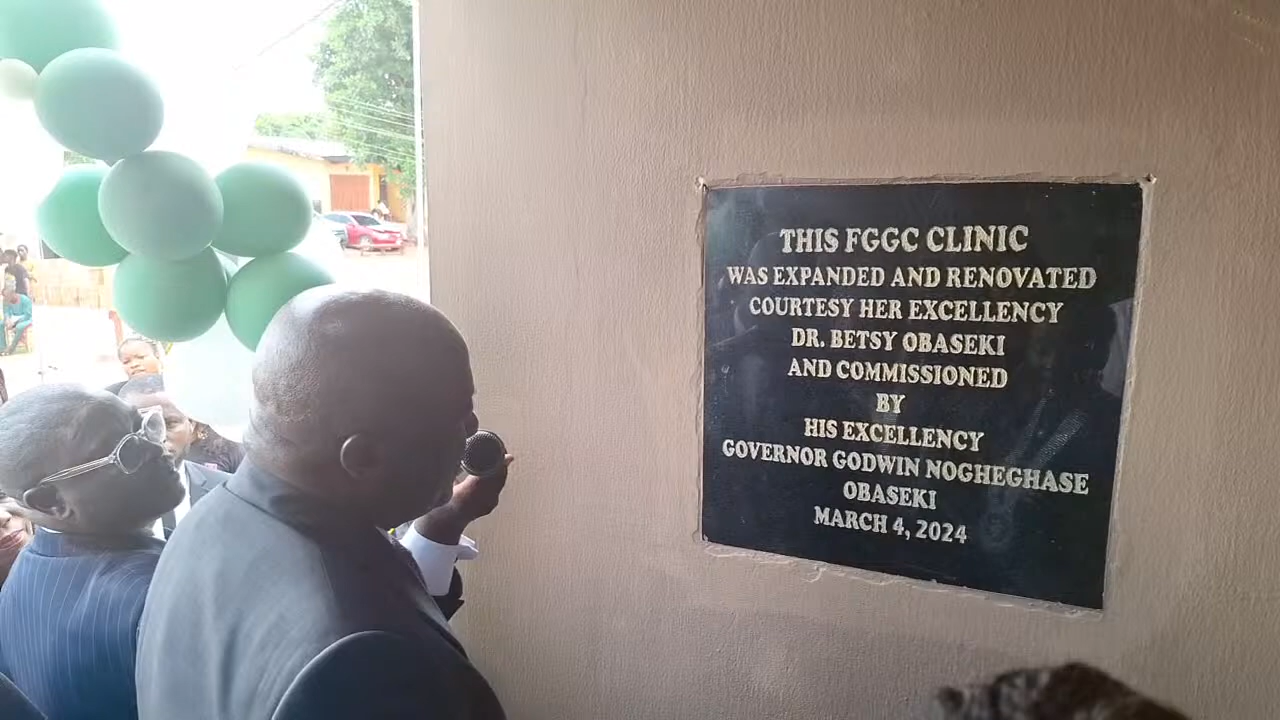 THIS FGGC CLINIC
WAS EXPANDED AND RENOVATED
COURTESY HER EXCELLENCY
DR. BETSY OBASEKI
AND COMMISSIONED
BY
HIS EXCELLENCY
GOVERNOR GODWIN NOGHEGHASE
OBASEKI
MARCH 4, 2024